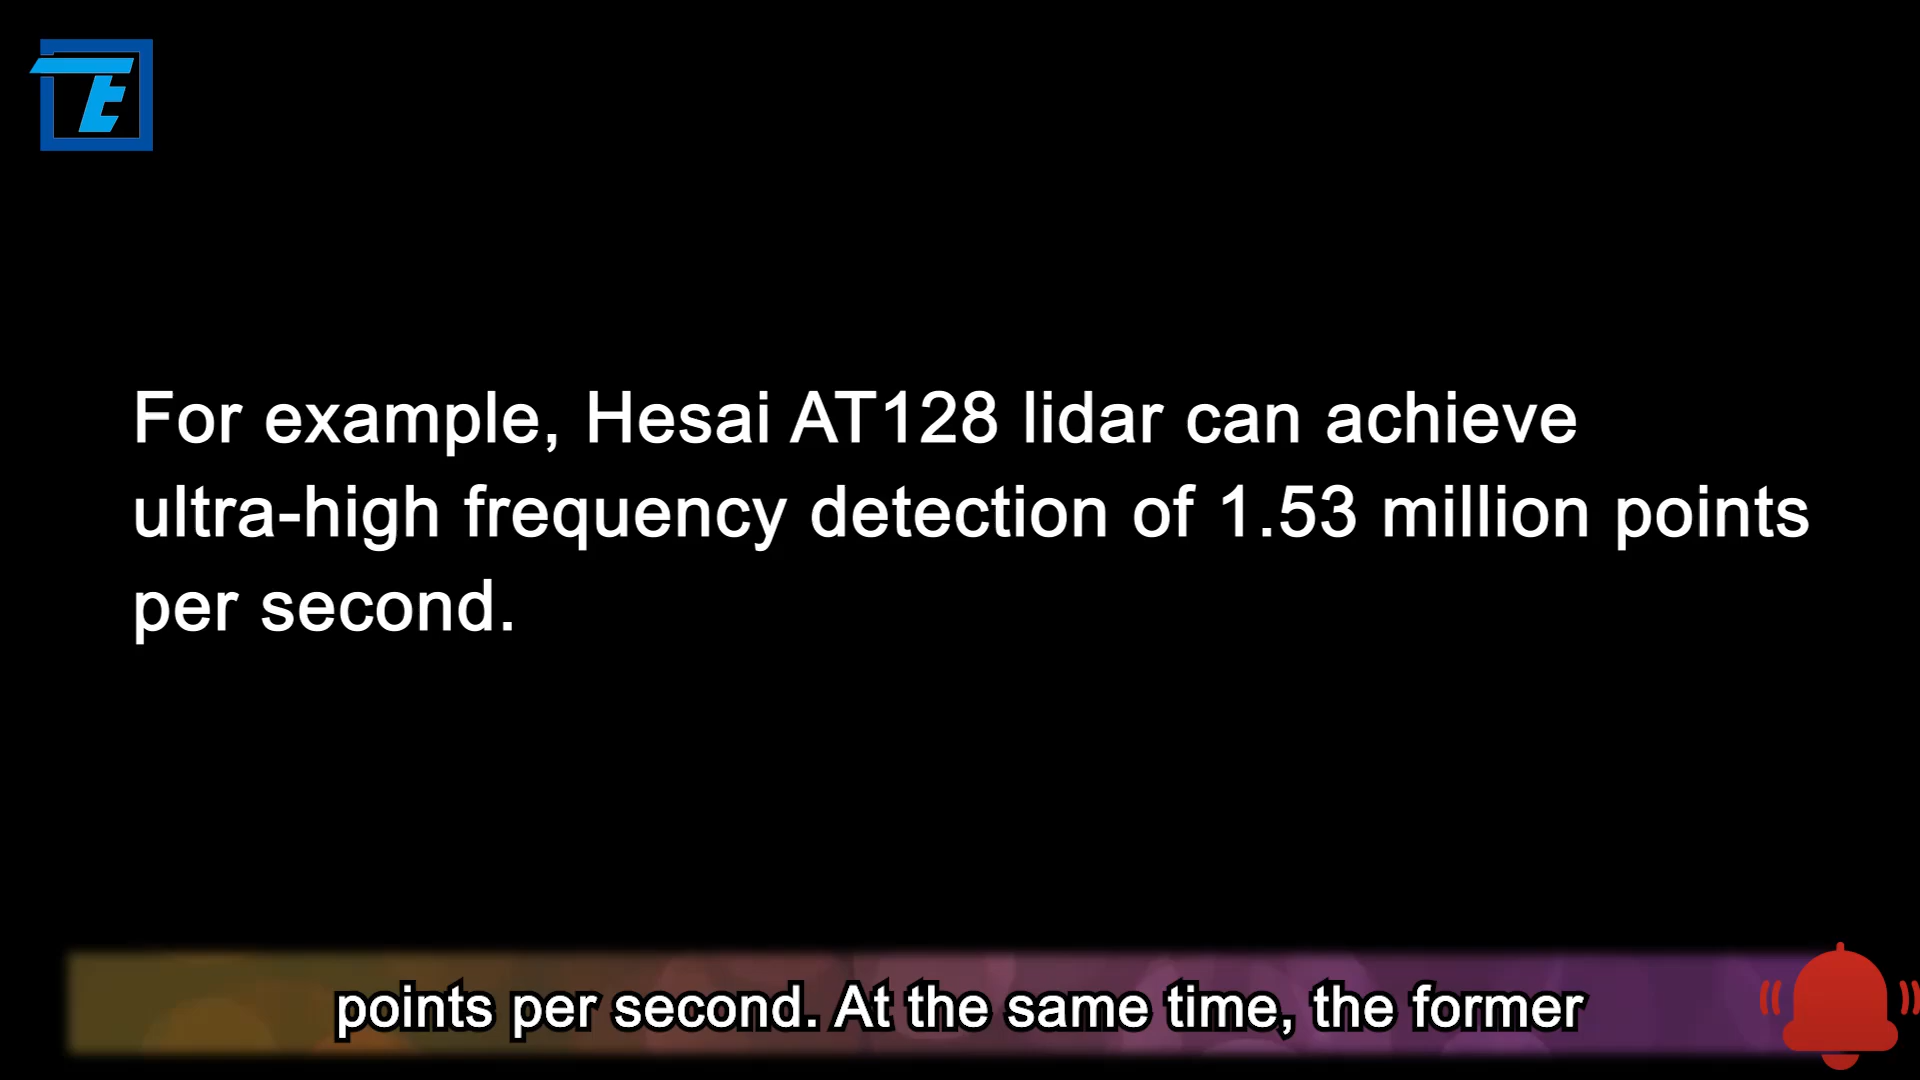 TE
For example, Hesai AT128 lidar can achieve
ultra-high frequency detection of 1.53 million points
per second.
points per second. At the same time, the former